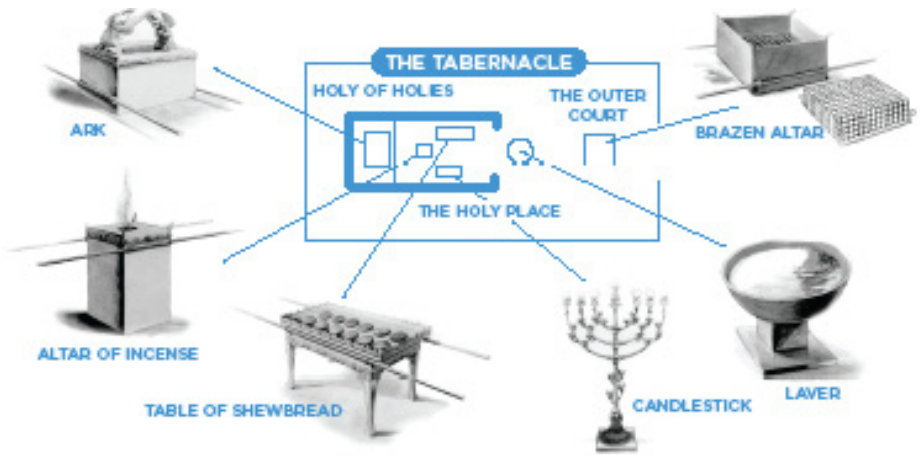 THE TABERNACLE
HOLY OF HOLIES
THE OUTER
COURT
ARK
BRAZEN ALTAR
THE HOLY PLACE
ALTAR OF INCENSE
TABLE OF SHEWBREAD
CANDLESTICK
LAVER